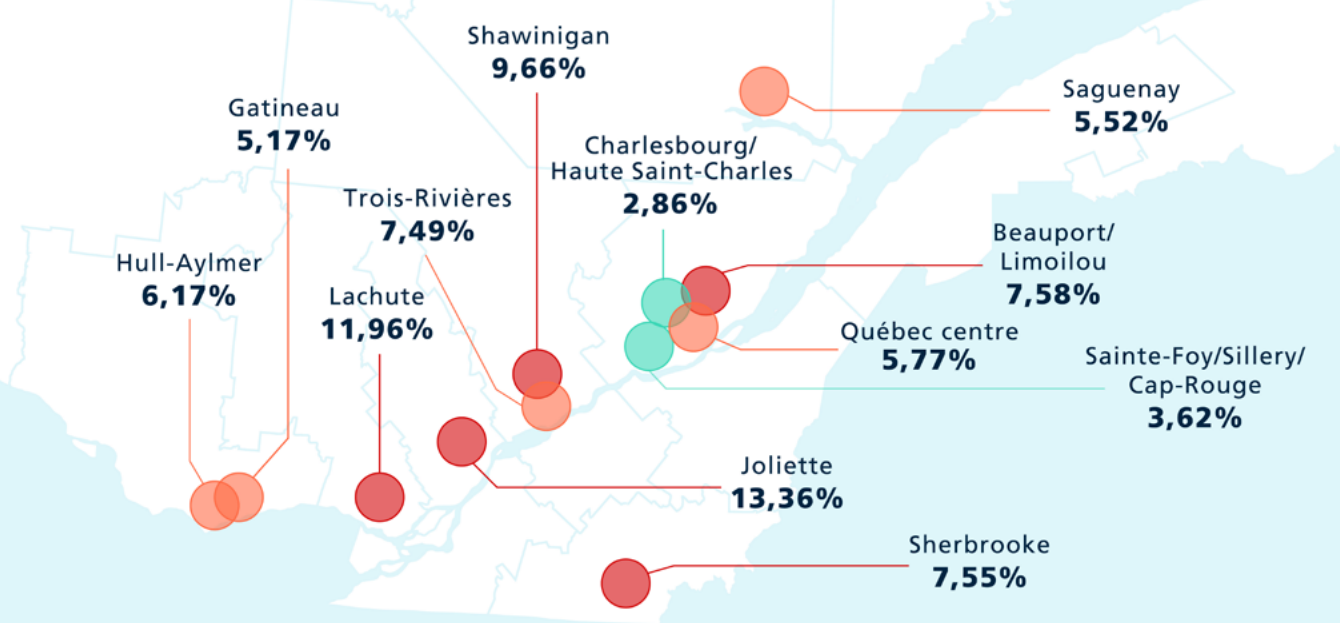 Shawinigan
9,66%
Saguenay
5,52%
Gatineau
5,17%
Charlesbourg/
Haute Saint-Charles
2,86%
Trois-Rivières
7,49%
Beauport/
Limoilou
7,58%
Hull-Aylmer
6,17%
Lachute
11,96%
Québec centre
5,77%
Sainte-Foy/Sillery/
Cap-Rouge
3,62%
Joliette
13,36%
Sherbrooke
7,55%